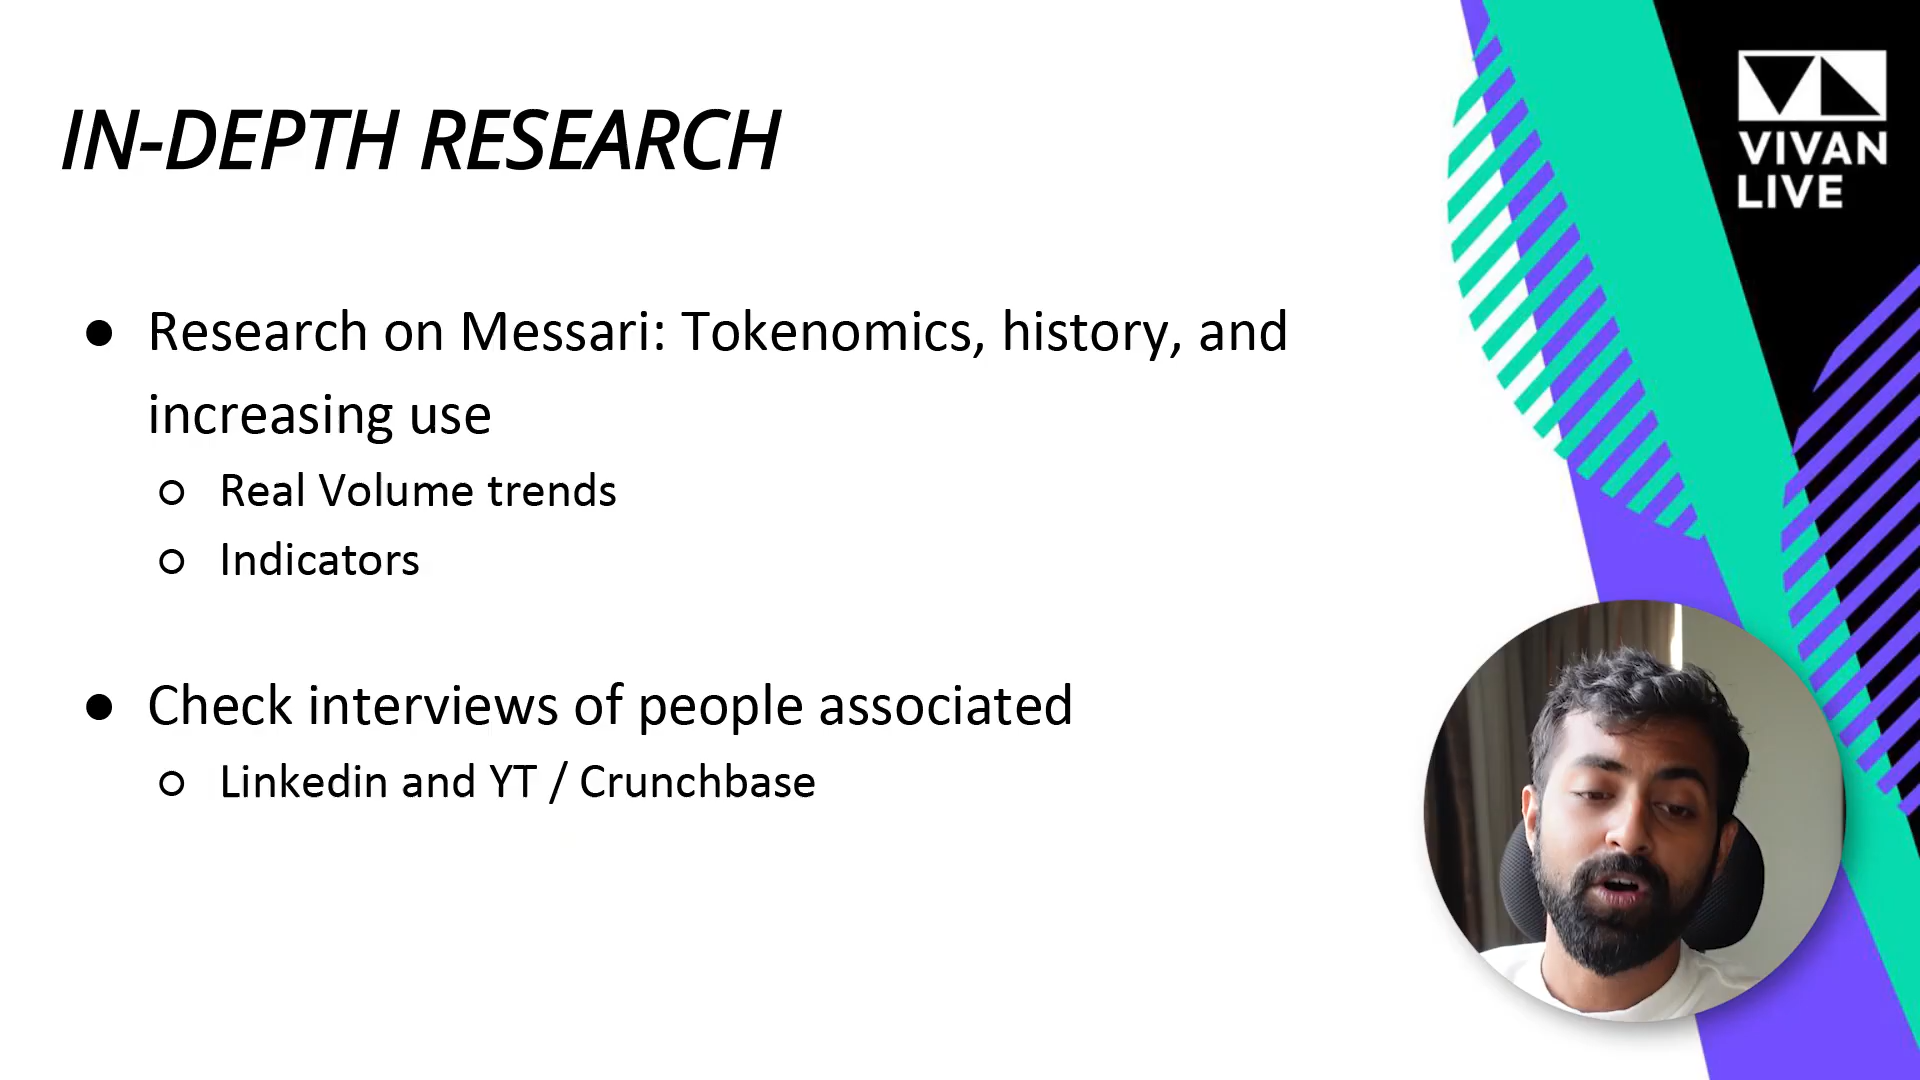 IN-DEPTH RESEARCH
VIVAN
LIVE
● Research on Messari: Tokenomics, history, and
increasing use
○ Real Volume trends
○ Indicators
● Check interviews of people associated
○ Linkedin and YT / Crunchbase